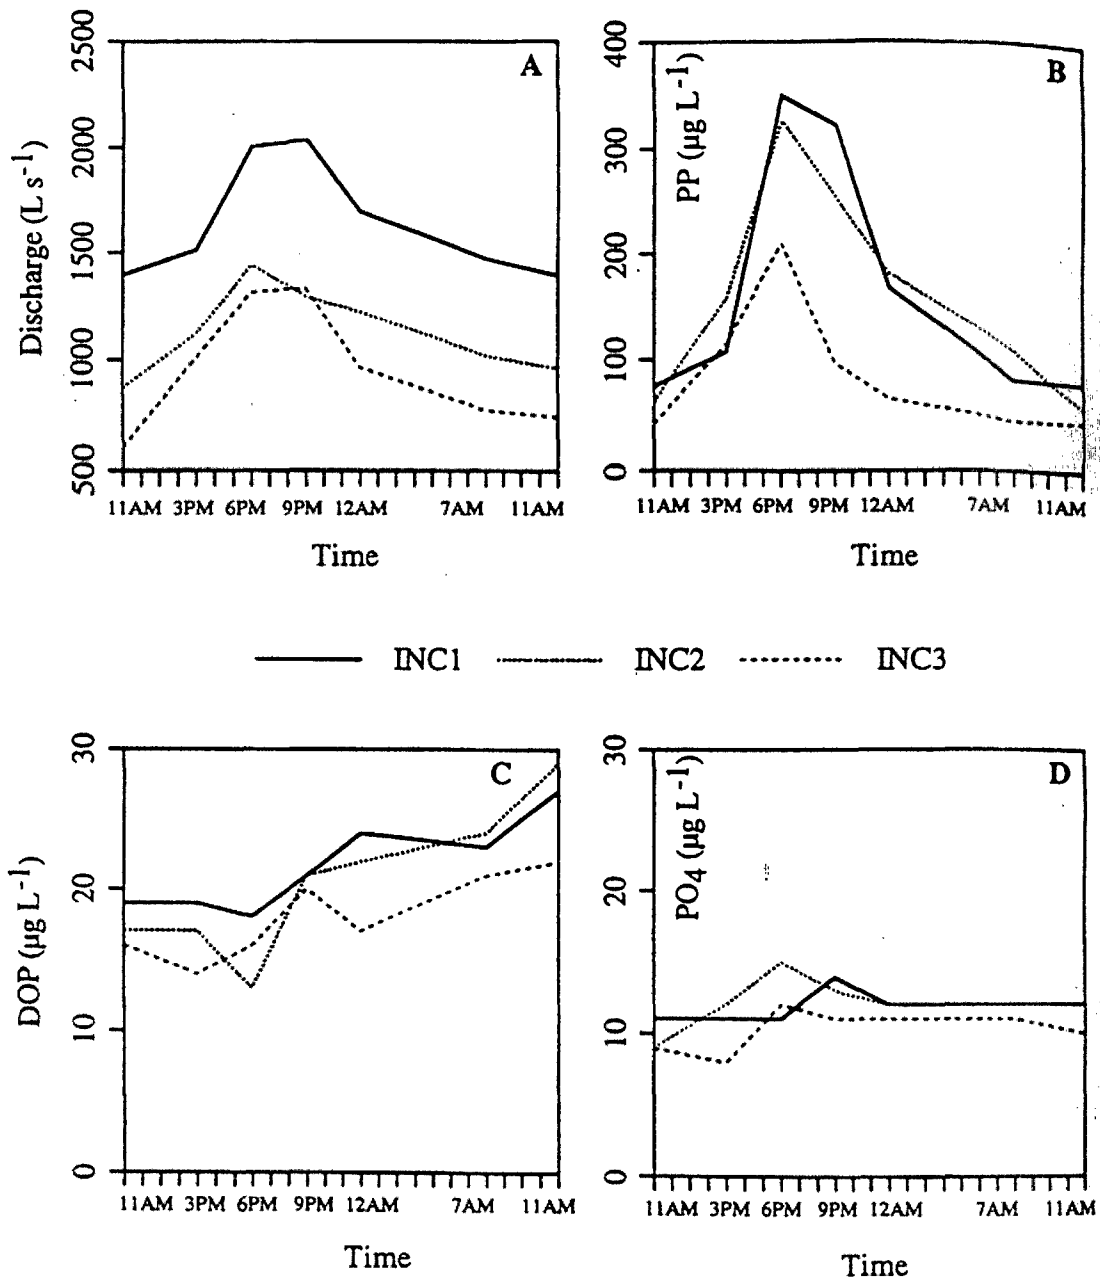 A
Discharge (L s⁻¹)
2500
2000
1500
1000
500
11AM 3PM 6PM 9PM 12AM 7AM 11AM
Time
B
PP (µg L⁻¹)
400
300
200
100
0
11AM 3PM 6PM 9PM 12AM 7AM 11AM
Time
INC1 INC2 INC3
C
DOP (µg L⁻¹)
30
20
10
0
11AM 3PM 6PM 9PM 12AM 7AM 11AM
Time
D
PO₄ (µg L⁻¹)
30
20
10
0
11AM 3PM 6PM 9PM 12AM 7AM 11AM
Time